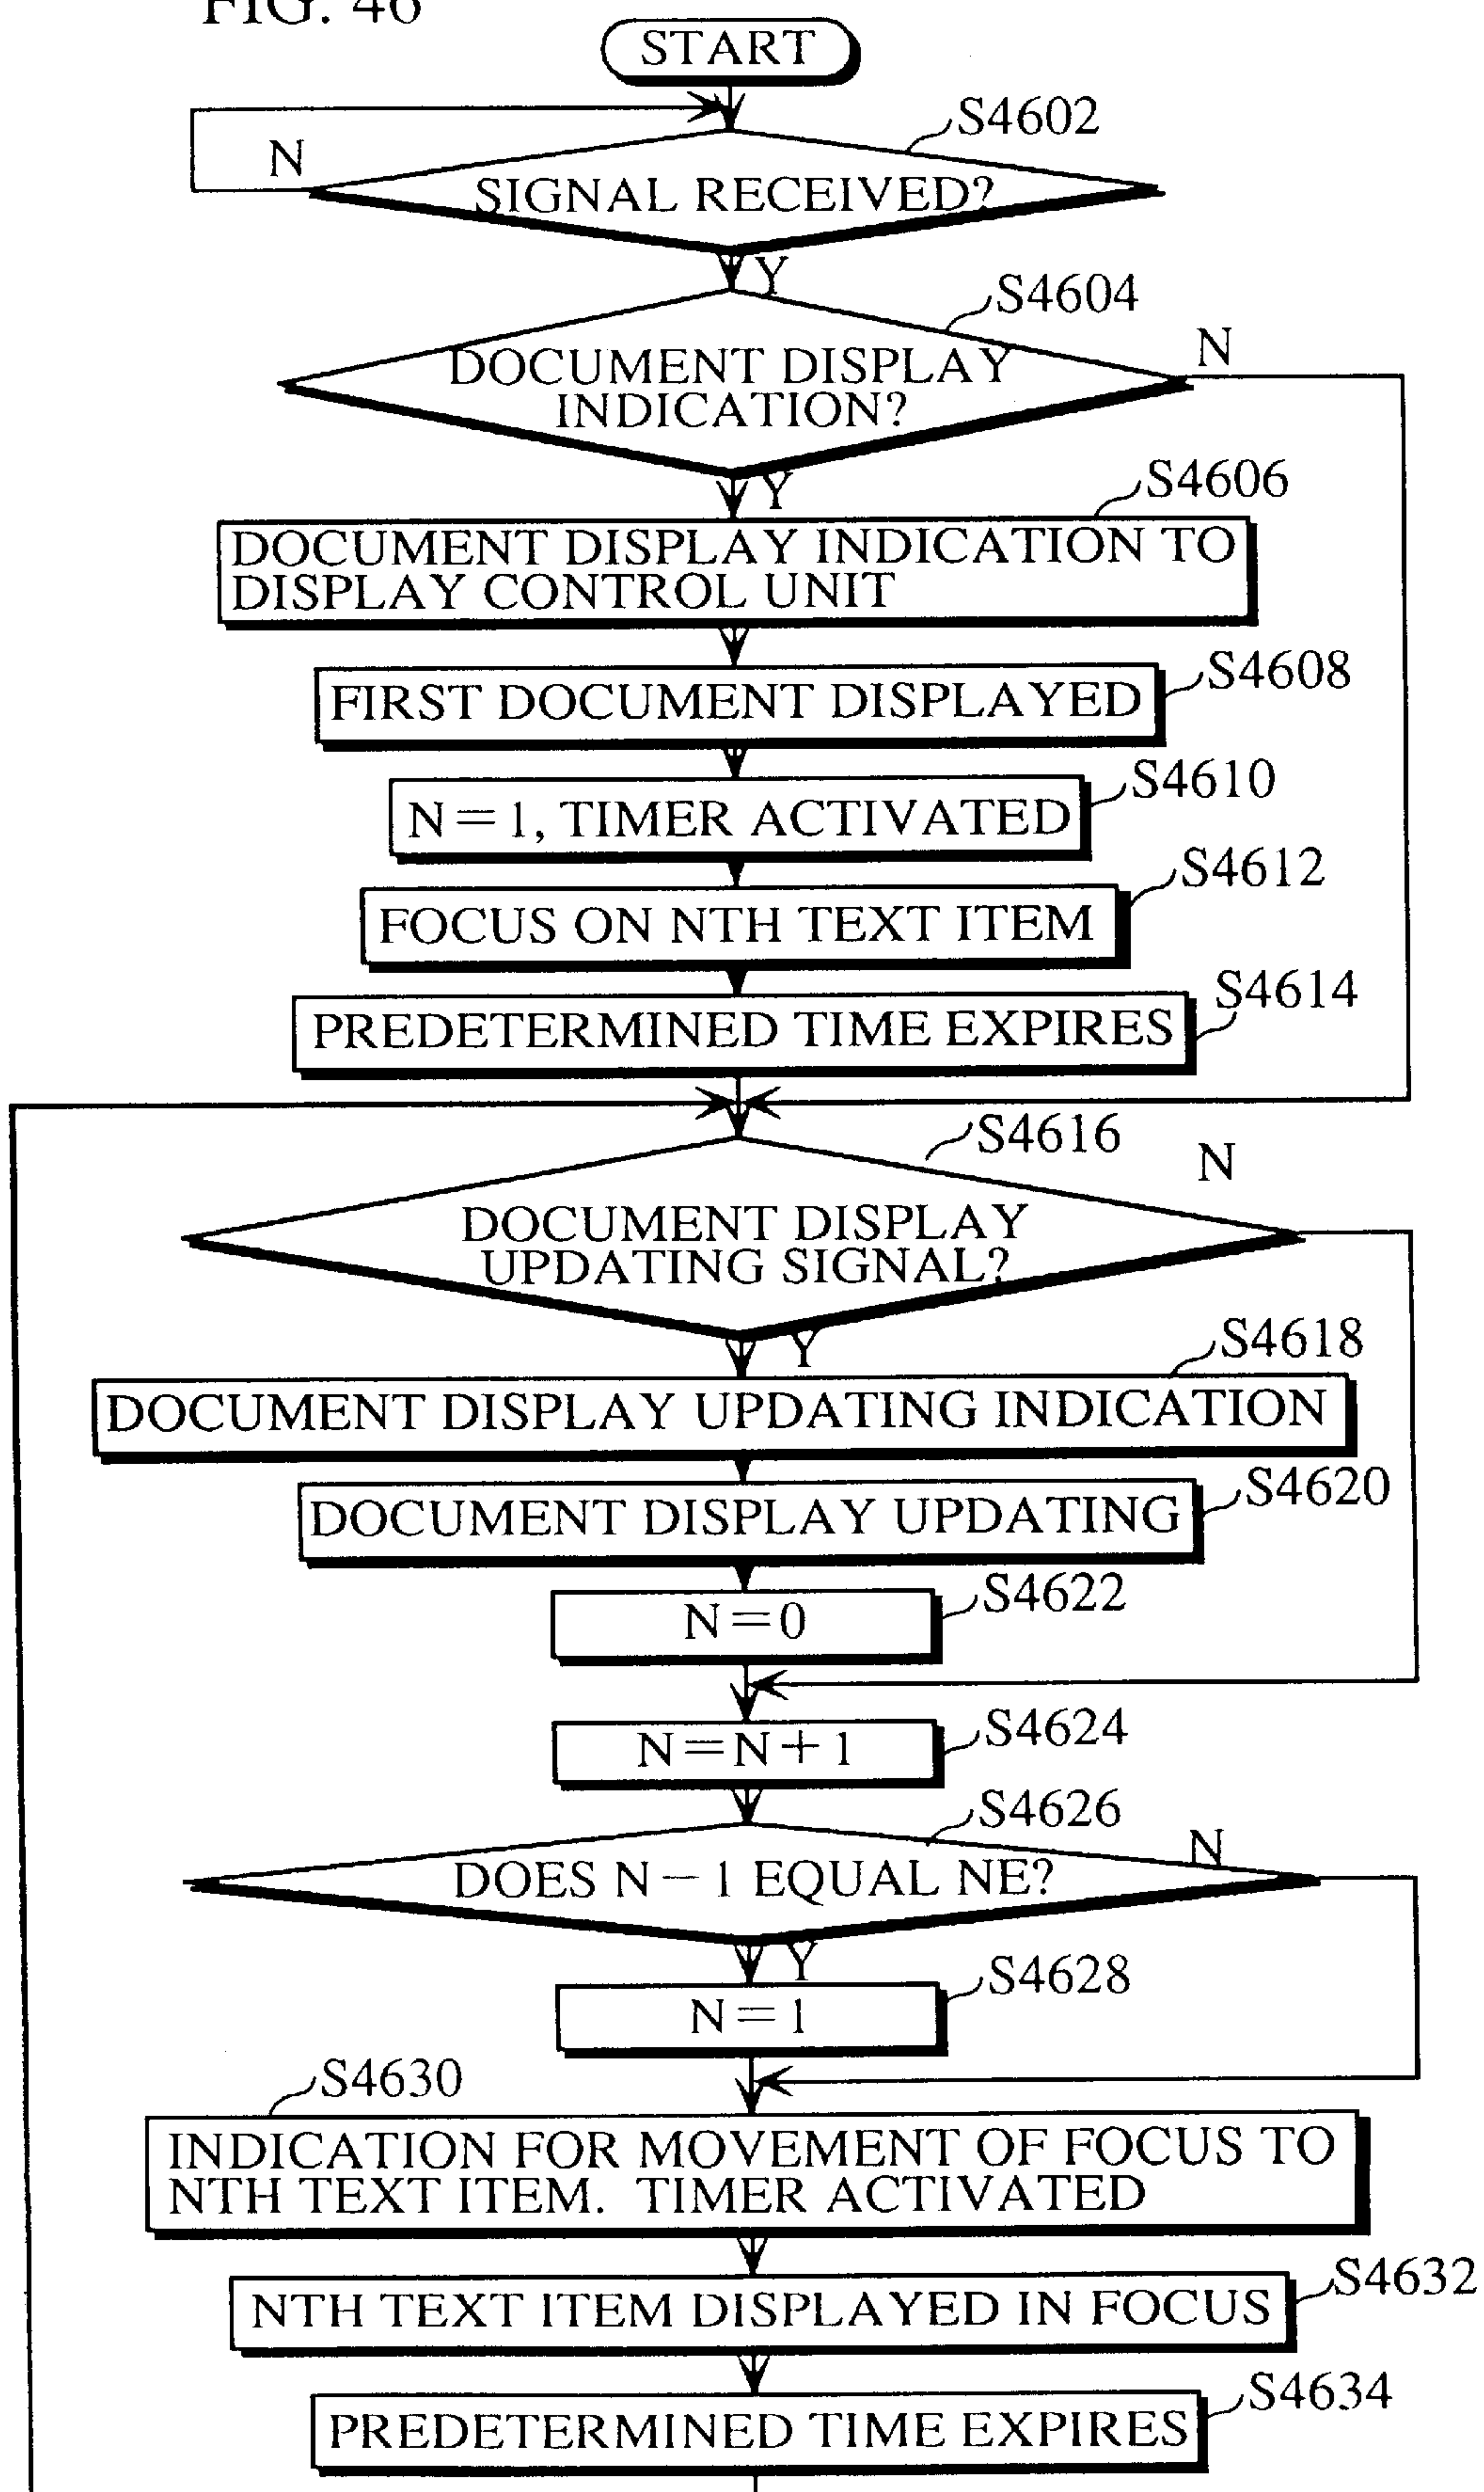 FIG. 46
START
S4602
N
SIGNAL RECEIVED?
Y
S4604
N
DOCUMENT DISPLAY
INDICATION?
Y
S4606
DOCUMENT DISPLAY INDICATION TO
DISPLAY CONTROL UNIT
S4608
FIRST DOCUMENT DISPLAYED
S4610
N=1, TIMER ACTIVATED
S4612
FOCUS ON NTH TEXT ITEM
S4614
PREDETERMINED TIME EXPIRES
S4616
N
DOCUMENT DISPLAY
UPDATING SIGNAL?
Y
S4618
DOCUMENT DISPLAY UPDATING INDICATION
S4620
DOCUMENT DISPLAY UPDATING
S4622
N=0
S4624
N=N+1
S4626
N
DOES N-1 EQUAL NE?
Y
S4628
N=1
S4630
INDICATION FOR MOVEMENT OF FOCUS TO
NTH TEXT ITEM. TIMER ACTIVATED
S4632
NTH TEXT ITEM DISPLAYED IN FOCUS
S4634
PREDETERMINED TIME EXPIRES